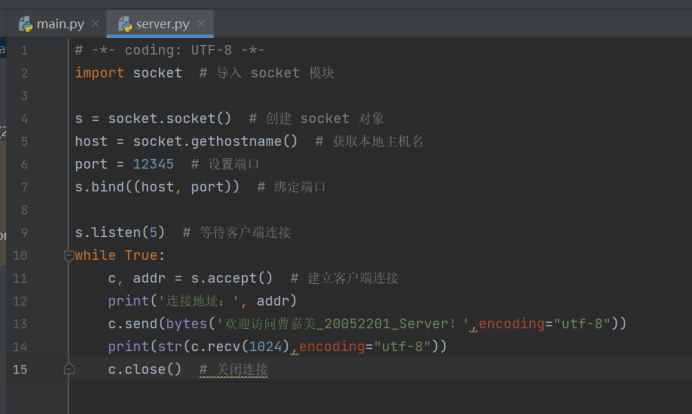 main.py server.py
1 # -*- coding: UTF-8 -*-
2 import socket  # 导入 socket 模块
3
4 s = socket.socket()  # 创建 socket 对象
5 host = socket.gethostname()  # 获取本地主机名
6 port = 12345  # 设置端口
7 s.bind((host, port))  # 绑定端口
8
9 s.listen(5)  # 等待客户端连接
10 while True:
11     c, addr = s.accept()  # 建立客户端连接
12     print('连接地址：', addr)
13     c.send(bytes('欢迎访问曹嘉美_20052201_Server！',encoding="utf-8"))
14     print(str(c.recv(1024),encoding="utf-8"))
15     c.close()  # 关闭连接